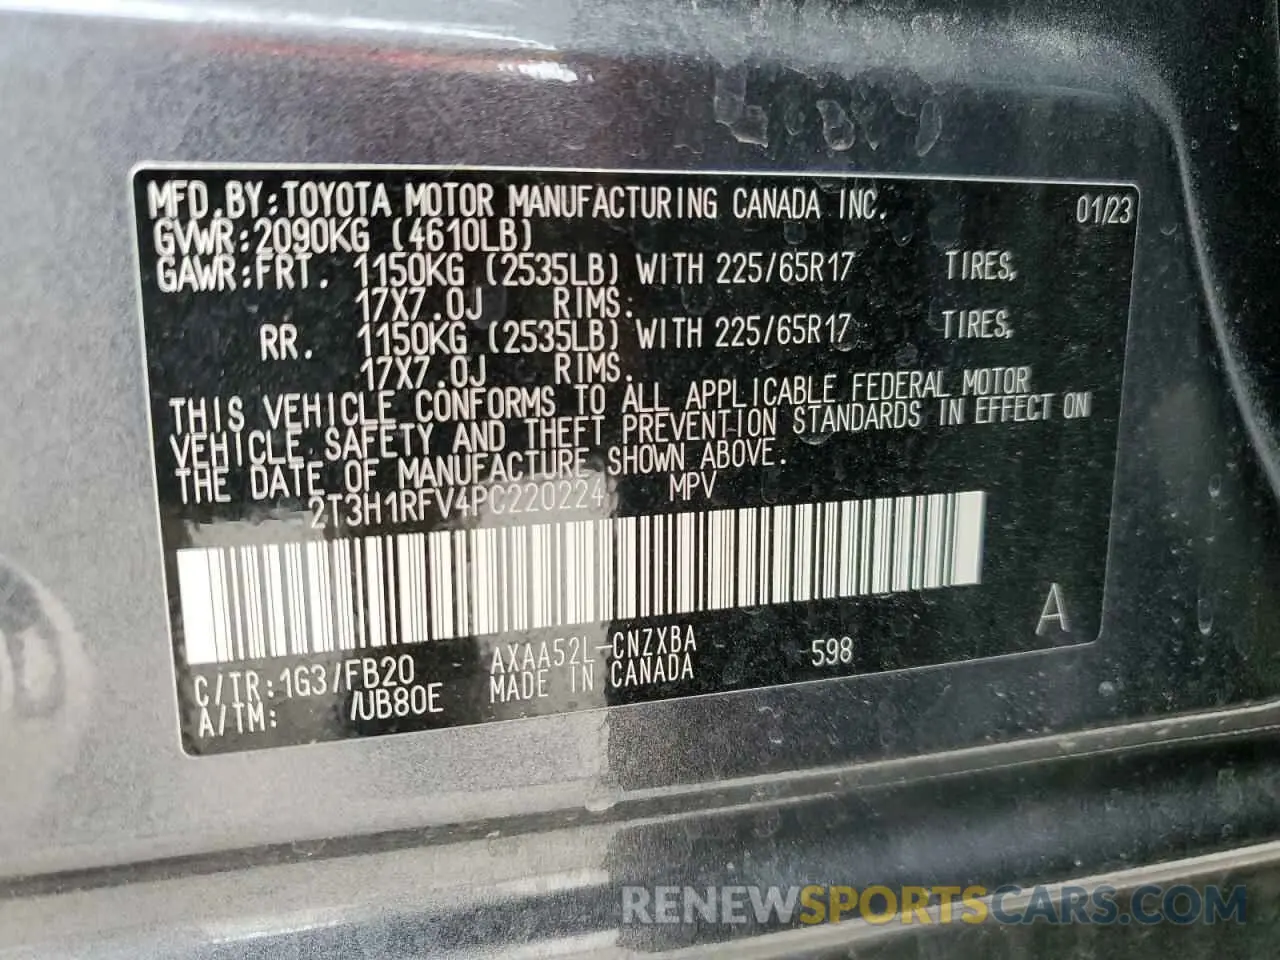 MFD.BY:TOYOTA MOTOR MANUFACTURING CANADA INC. 01/23
GVWR:2090KG (4610LB)
GAWR:FRT. 1150KG (2535LB) WITH 225/65R17 TIRES,
17X7.0J RIMS.
RR. 1150KG (2535LB) WITH 225/65R17 TIRES,
17X7.0J RIMS.
THIS VEHICLE CONFORMS TO ALL APPLICABLE FEDERAL MOTOR
VEHICLE SAFETY AND THEFT PREVENTION STANDARDS IN EFFECT ON
THE DATE OF MANUFACTURE SHOWN ABOVE.
2T3H1RFV4PC220224 MPV
A
C/TR:1G3/FB20 AXAA52L-CNZXBA 598
A/TM: /UB80E MADE IN CANADA
RENEWSPORTSCARS.COM